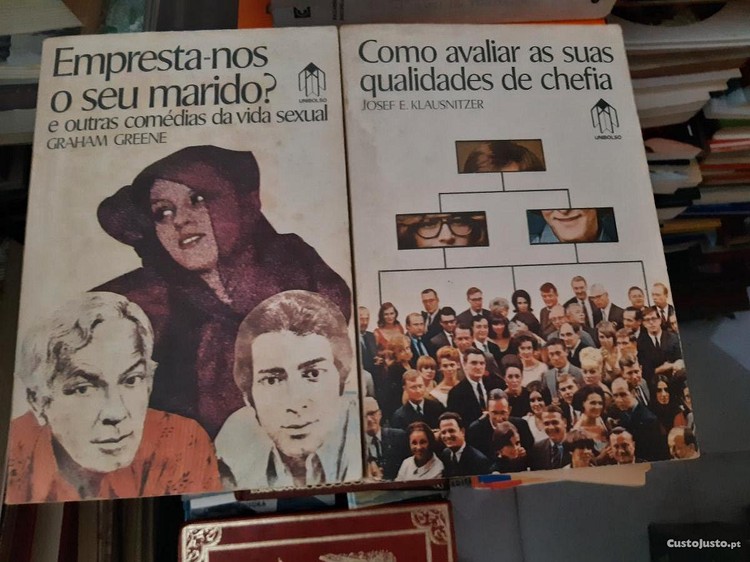 Empresta-nos
o seu marido?
e outras comédias da vida sexual
GRAHAM GREENE
UNIBOLSO
Como avaliar as suas
qualidades de chefia
JOSEF E. KLAUSNITZER
UNIBOLSO
CustoJusto.pt